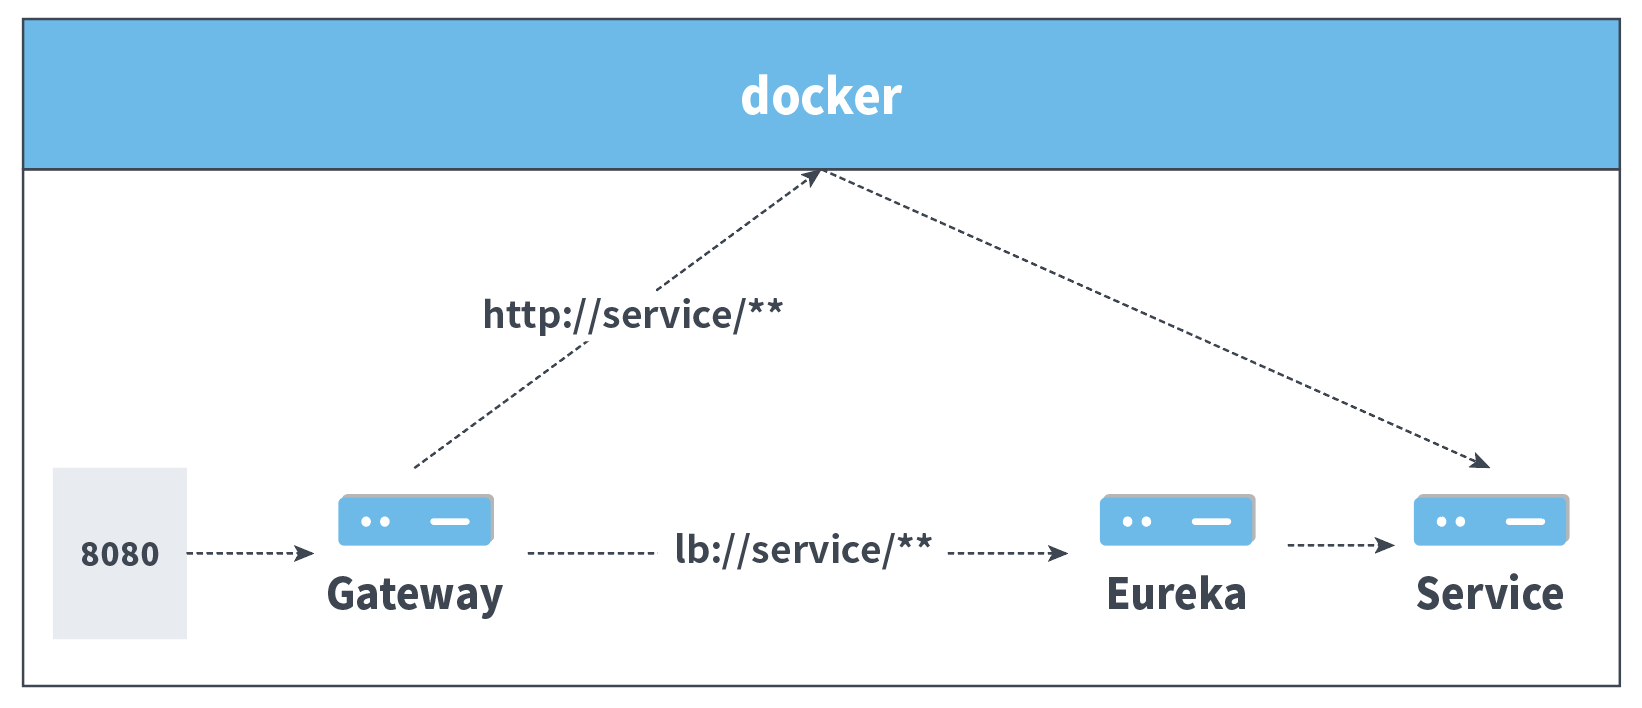 docker
http://service/**
8080
lb://service/**
Gateway
Eureka
Service